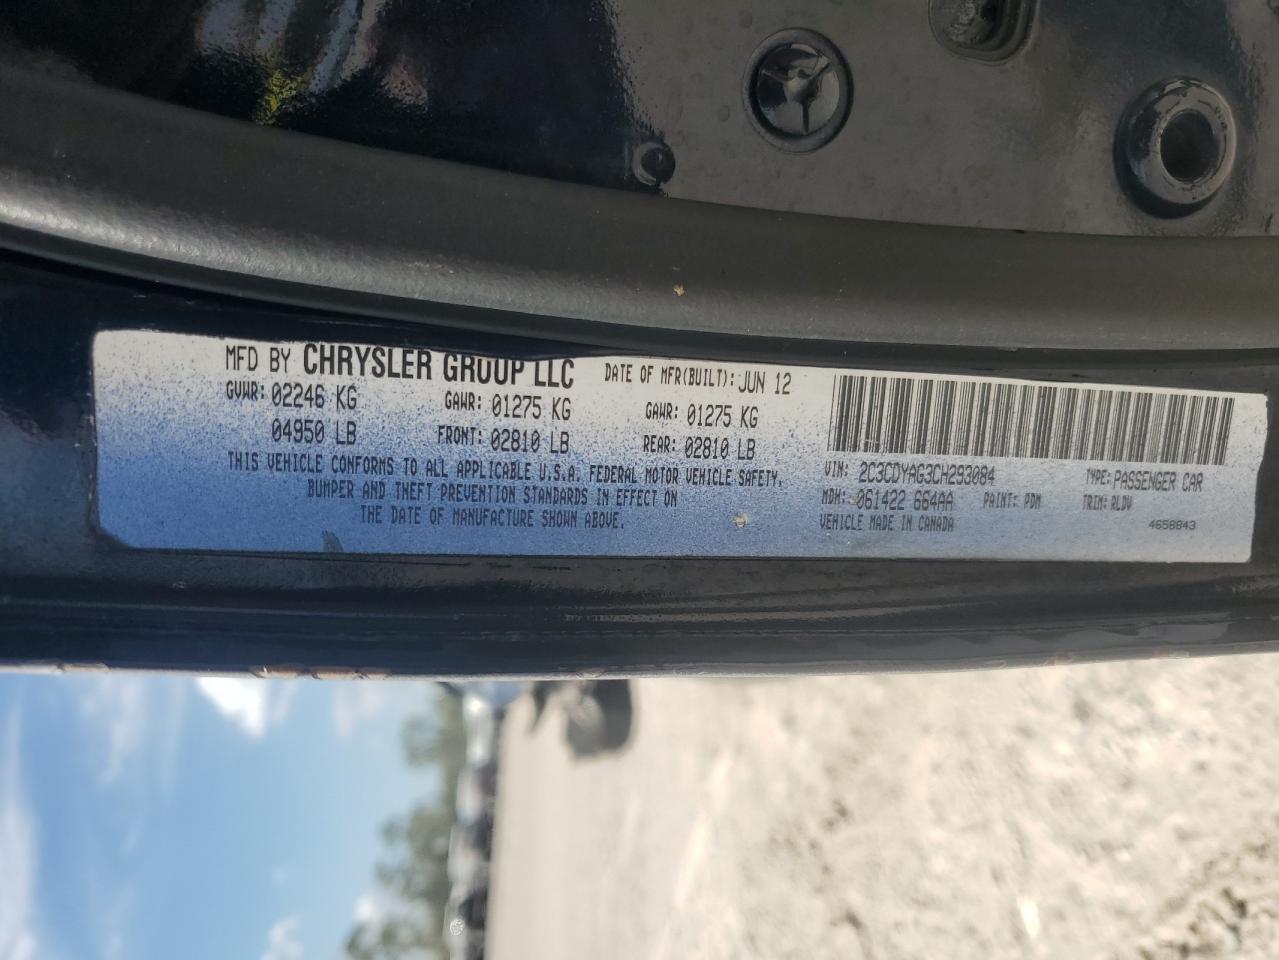 MFD BY CHRYSLER GROUP LLC DATE OF MFR(BUILT): JUN 12
GVWR: 02246 KG GAWR: 01275 KG GAWR: 01275 KG
04950 LB FRONT: 02810 LB REAR: 02810 LB
THIS VEHICLE CONFORMS TO ALL APPLICABLE U.S.A. FEDERAL MOTOR VEHICLE SAFETY,
BUMPER AND THEFT PREVENTION STANDARDS IN EFFECT ON
THE DATE OF MANUFACTURE SHOWN ABOVE.
VIN: 2C3CDYAG3CH293084 TYPE: PASSENGER CAR
MDH: 061422 664AA PAINT: PDM TRIM: RLDV
VEHICLE MADE IN CANADA 4658843